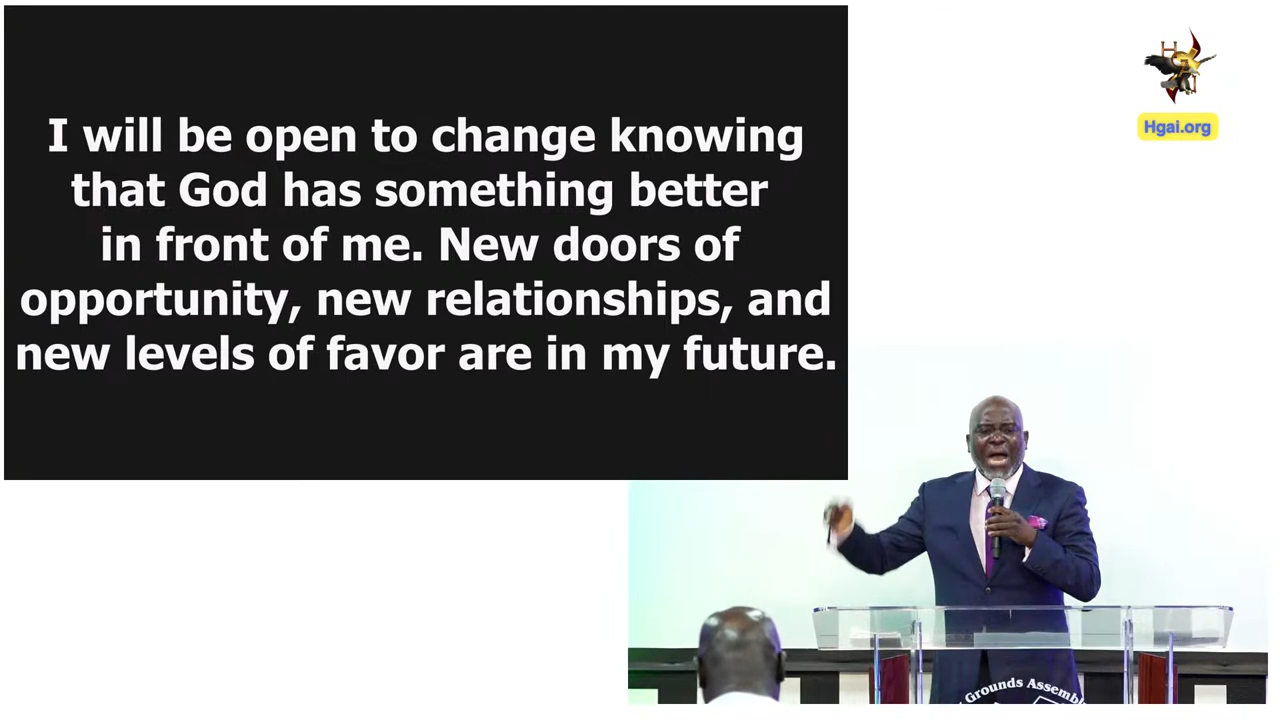 I will be open to change knowing
that God has something better
in front of me. New doors of
opportunity, new relationships, and
new levels of favor are in my future.
Hgai.org
Grounds Assembl